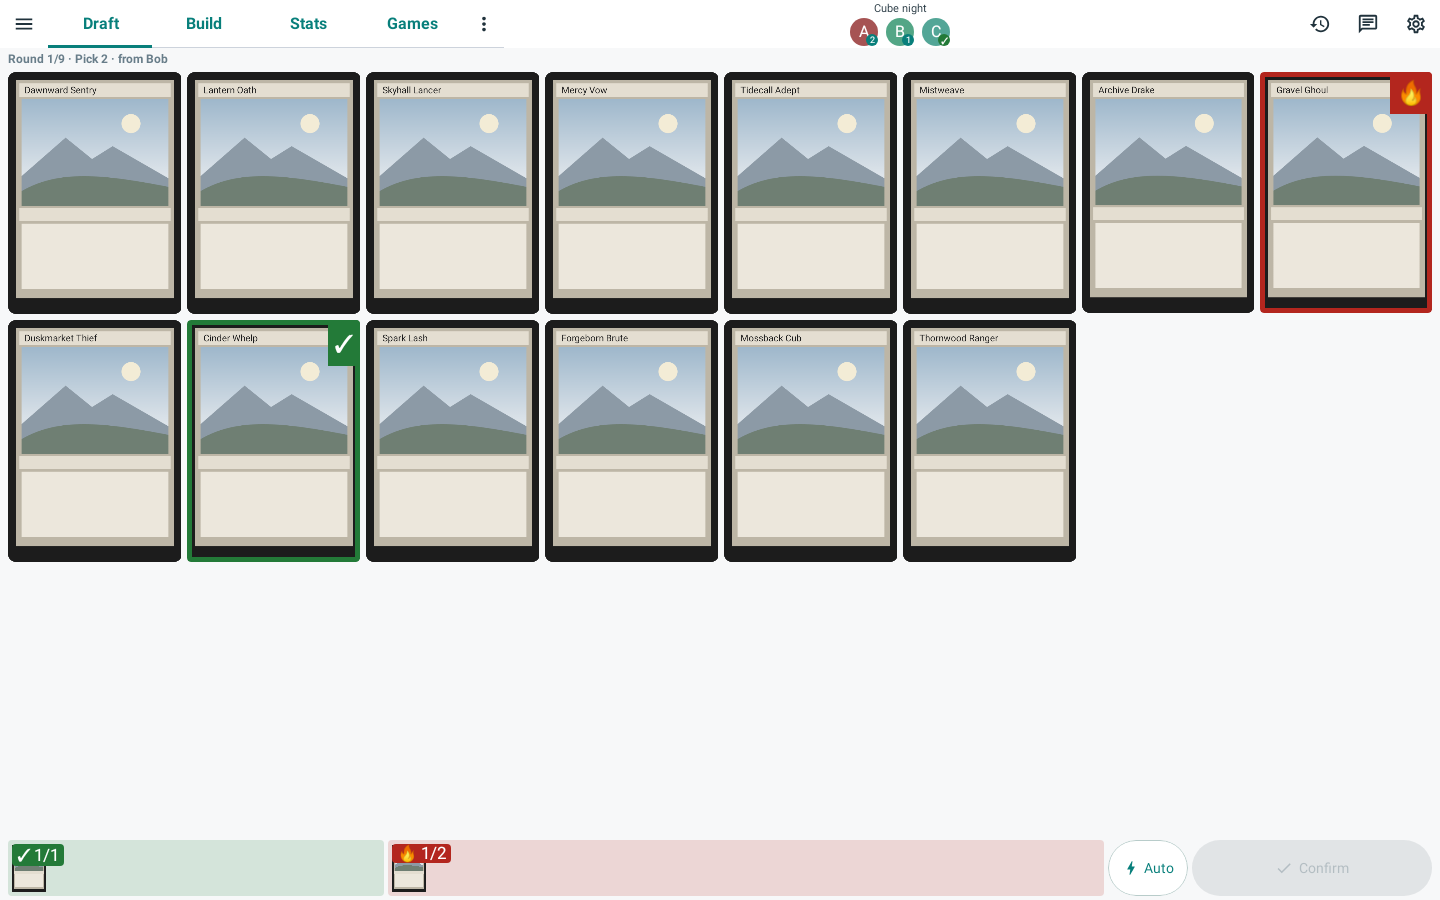 Draft
Build
Stats
Games
Cube night
A
2
B
1
C
Round 1/9 · Pick 2 · from Bob
Dawnward Sentry
Lantern Oath
Skyhall Lancer
Mercy Vow
Tidecall Adept
Mistweave
Archive Drake
Gravel Ghoul
Duskmarket Thief
Cinder Whelp
Spark Lash
Forgeborn Brute
Mossback Cub
Thornwood Ranger
1/1
1/2
Auto
Confirm